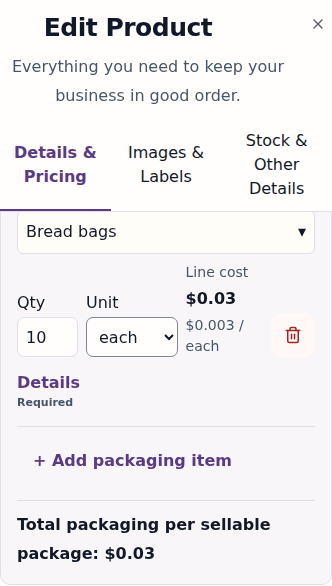 Edit Product
×
Everything you need to keep your
business in good order.
Details &
Pricing
Images &
Labels
Stock &
Other
Details
Bread bags
Qty
10
Unit
each
Line cost
$0.03
$0.003 /
each
Details
Required
+ Add packaging item
Total packaging per sellable
package: $0.03